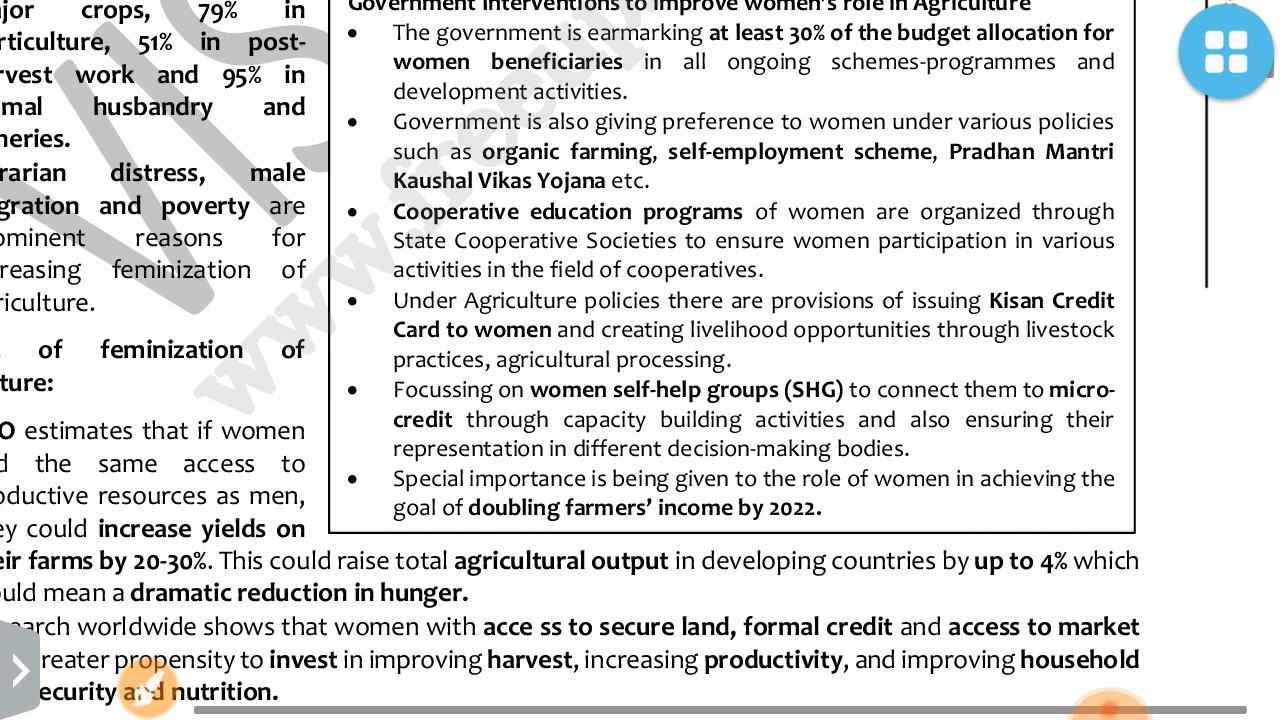 jor crops, 79% in
rticulture, 51% in post-
rvest work and 95% in
mal husbandry and
heries.
rarian distress, male
gration and poverty are
ominent reasons for
reasing feminization of
riculture.
of feminization of
ture:
O estimates that if women
d the same access to
oductive resources as men,
ey could increase yields on
Government interventions to improve women's role in Agriculture
• The government is earmarking at least 30% of the budget allocation for
women beneficiaries in all ongoing schemes-programmes and
development activities.
• Government is also giving preference to women under various policies
such as organic farming, self-employment scheme, Pradhan Mantri
Kaushal Vikas Yojana etc.
• Cooperative education programs of women are organized through
State Cooperative Societies to ensure women participation in various
activities in the field of cooperatives.
• Under Agriculture policies there are provisions of issuing Kisan Credit
Card to women and creating livelihood opportunities through livestock
practices, agricultural processing.
• Focussing on women self-help groups (SHG) to connect them to micro-
credit through capacity building activities and also ensuring their
representation in different decision-making bodies.
• Special importance is being given to the role of women in achieving the
goal of doubling farmers' income by 2022.
eir farms by 20-30%. This could raise total agricultural output in developing countries by up to 4% which
ould mean a dramatic reduction in hunger.
earch worldwide shows that women with acce ss to secure land, formal credit and access to market
reater propensity to invest in improving harvest, increasing productivity, and improving household
ecurity and nutrition.